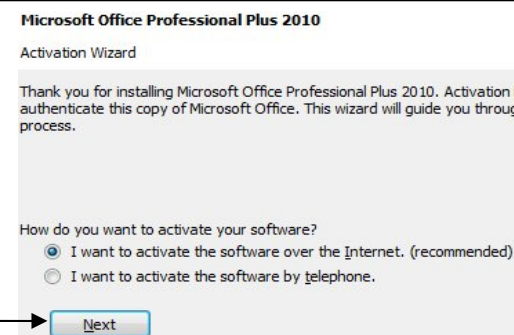 Microsoft Office Professional Plus 2010
Activation Wizard
Thank you for installing Microsoft Office Professional Plus 2010. Activation
authenticate this copy of Microsoft Office. This wizard will guide you
process.
How do you want to activate your software?
I want to activate the software over the Internet. (recommended)
I want to activate the software by telephone.
Next